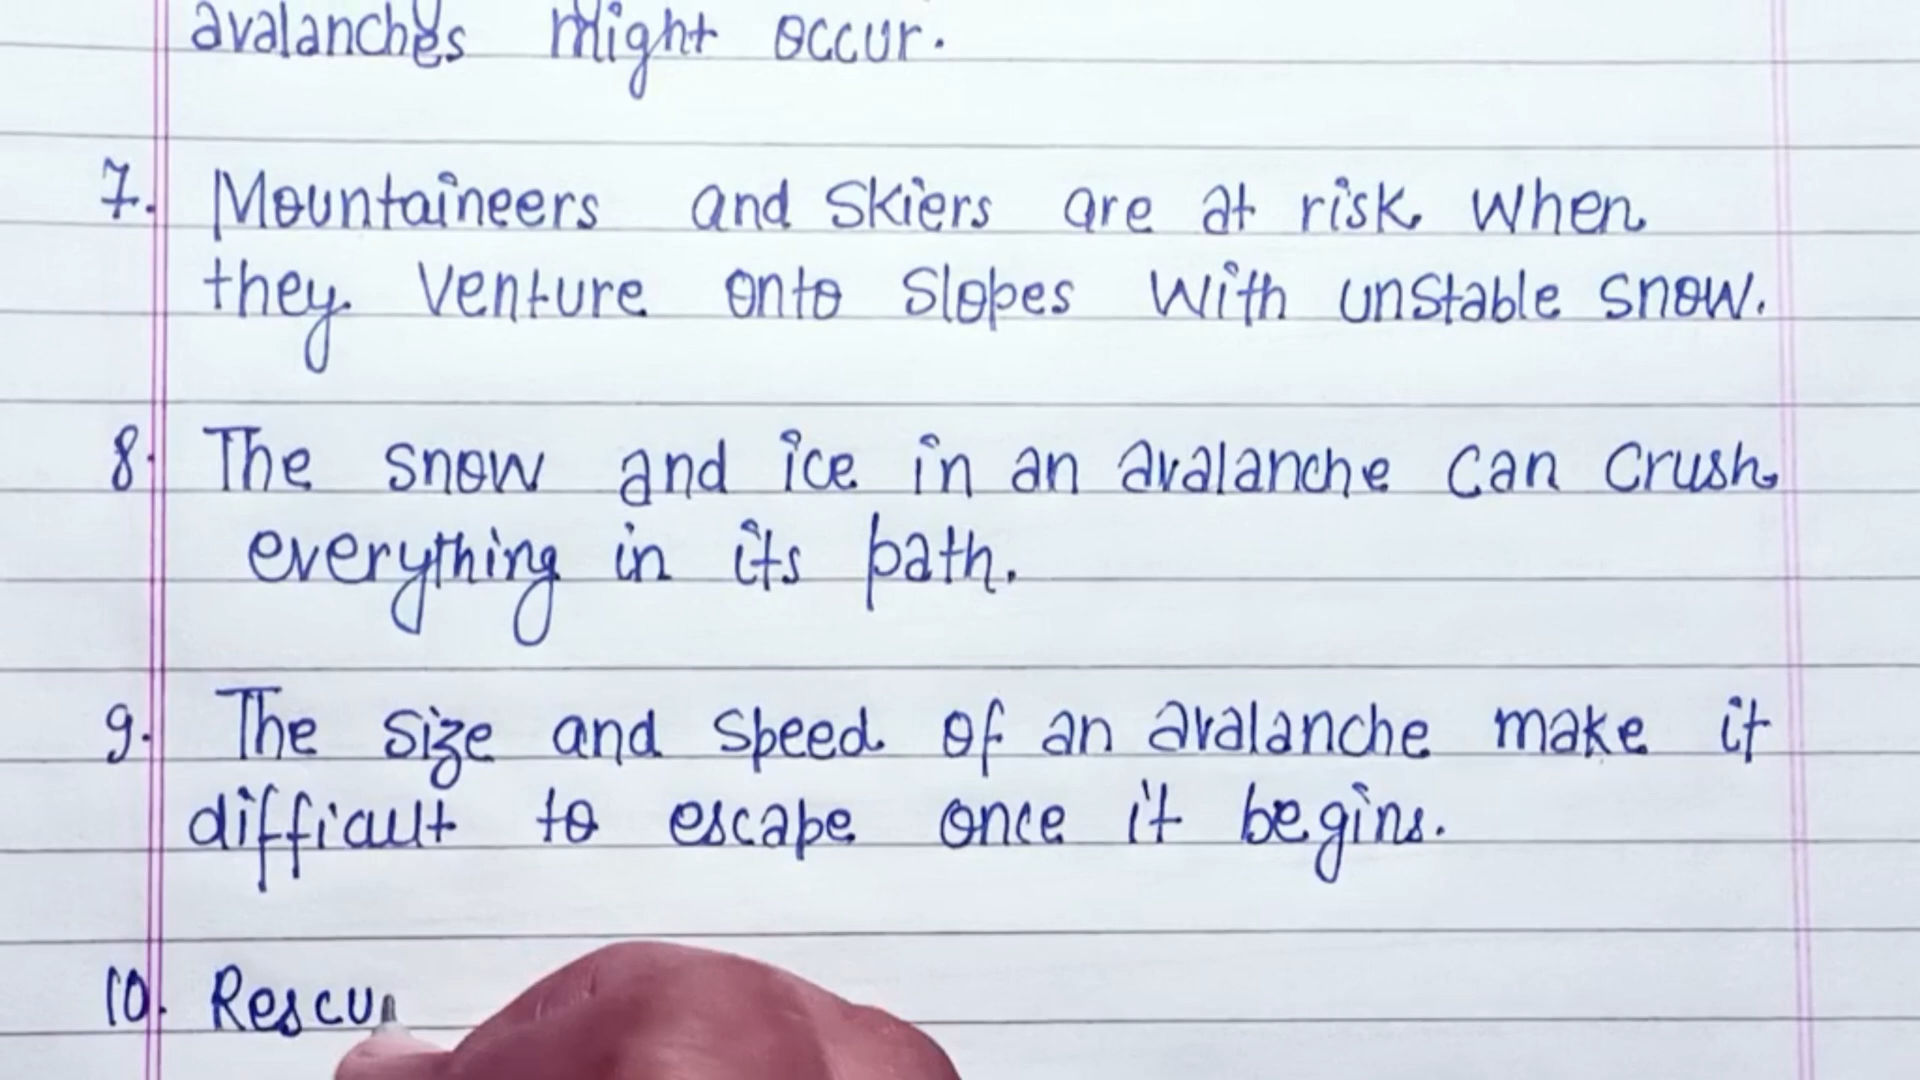 avalanches might occur.
7. Mountaineers and skiers are at risk when
they venture onto slopes with unstable snow.
8. The snow and ice in an avalanche can crush
everything in its path.
9. The size and speed of an avalanche make it
difficult to escape once it begins.
10. Rescu